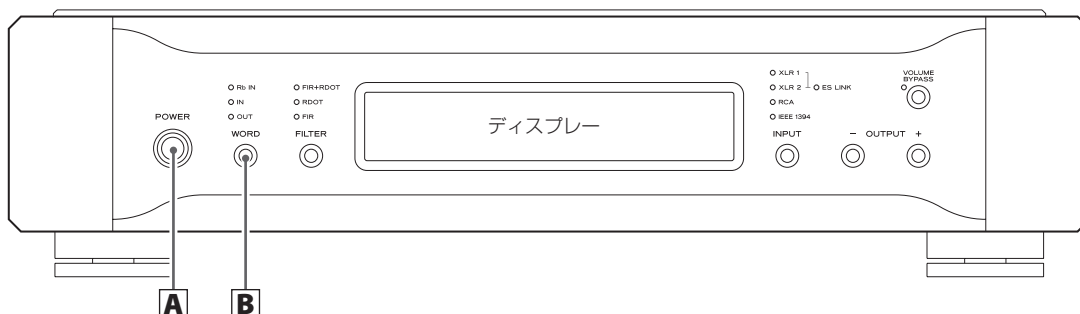 POWER
Rb IN
IN
OUT
WORD
FIR+RDOT
RDOT
FIR
FILTER
ディスプレー
XLR 1
XLR 2
ES LINK
RCA
IEEE 1394
INPUT
VOLUME
BYPASS
− OUTPUT +
A
B